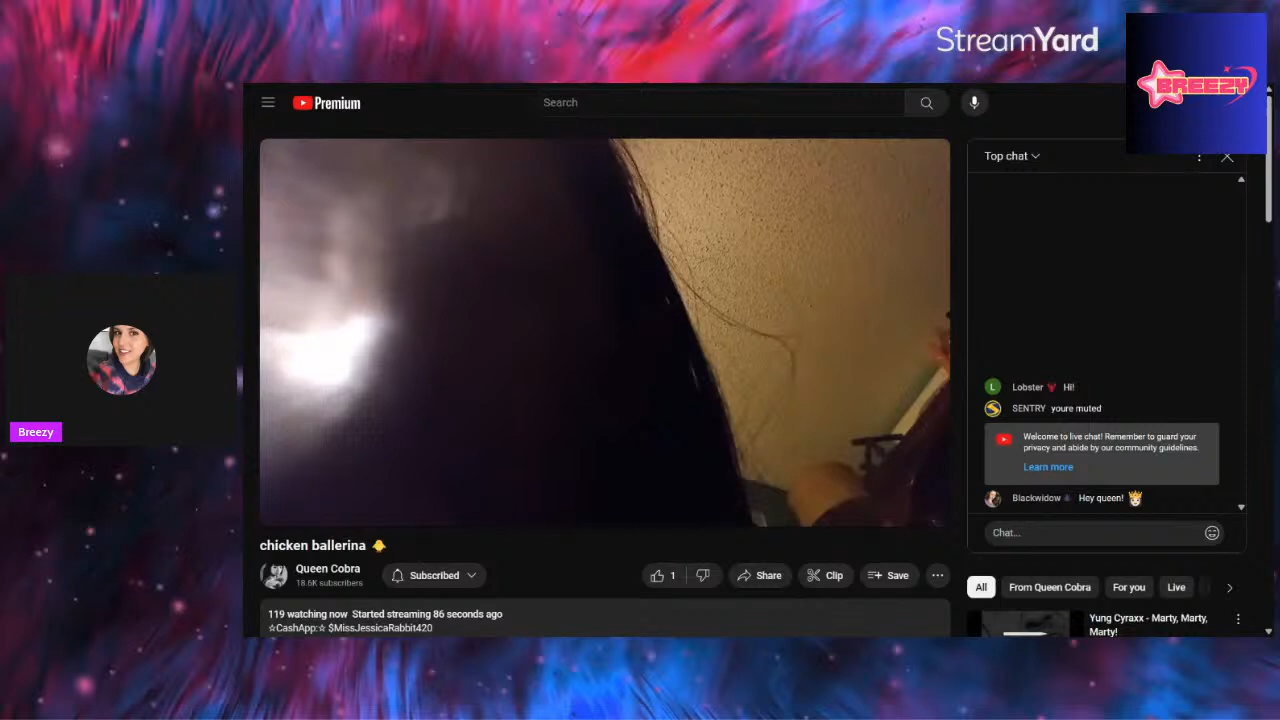 StreamYard
BREEZY
Premium
Search
Top chat
Lobster Hi!
SENTRY youre muted
Welcome to live chat! Remember to guard your
privacy and abide by our community guidelines.
Learn more
Blackwidow Hey queen!
Chat...
Breezy
chicken ballerina
Queen Cobra
18.6K subscribers
Subscribed
1
Share
Clip
Save
119 watching now Started streaming 86 seconds ago
☆CashApp:☆ $MissJessicaRabbit420
All
From Queen Cobra
For you
Live
Yung Cyraxx - Marty, Marty,
Marty!